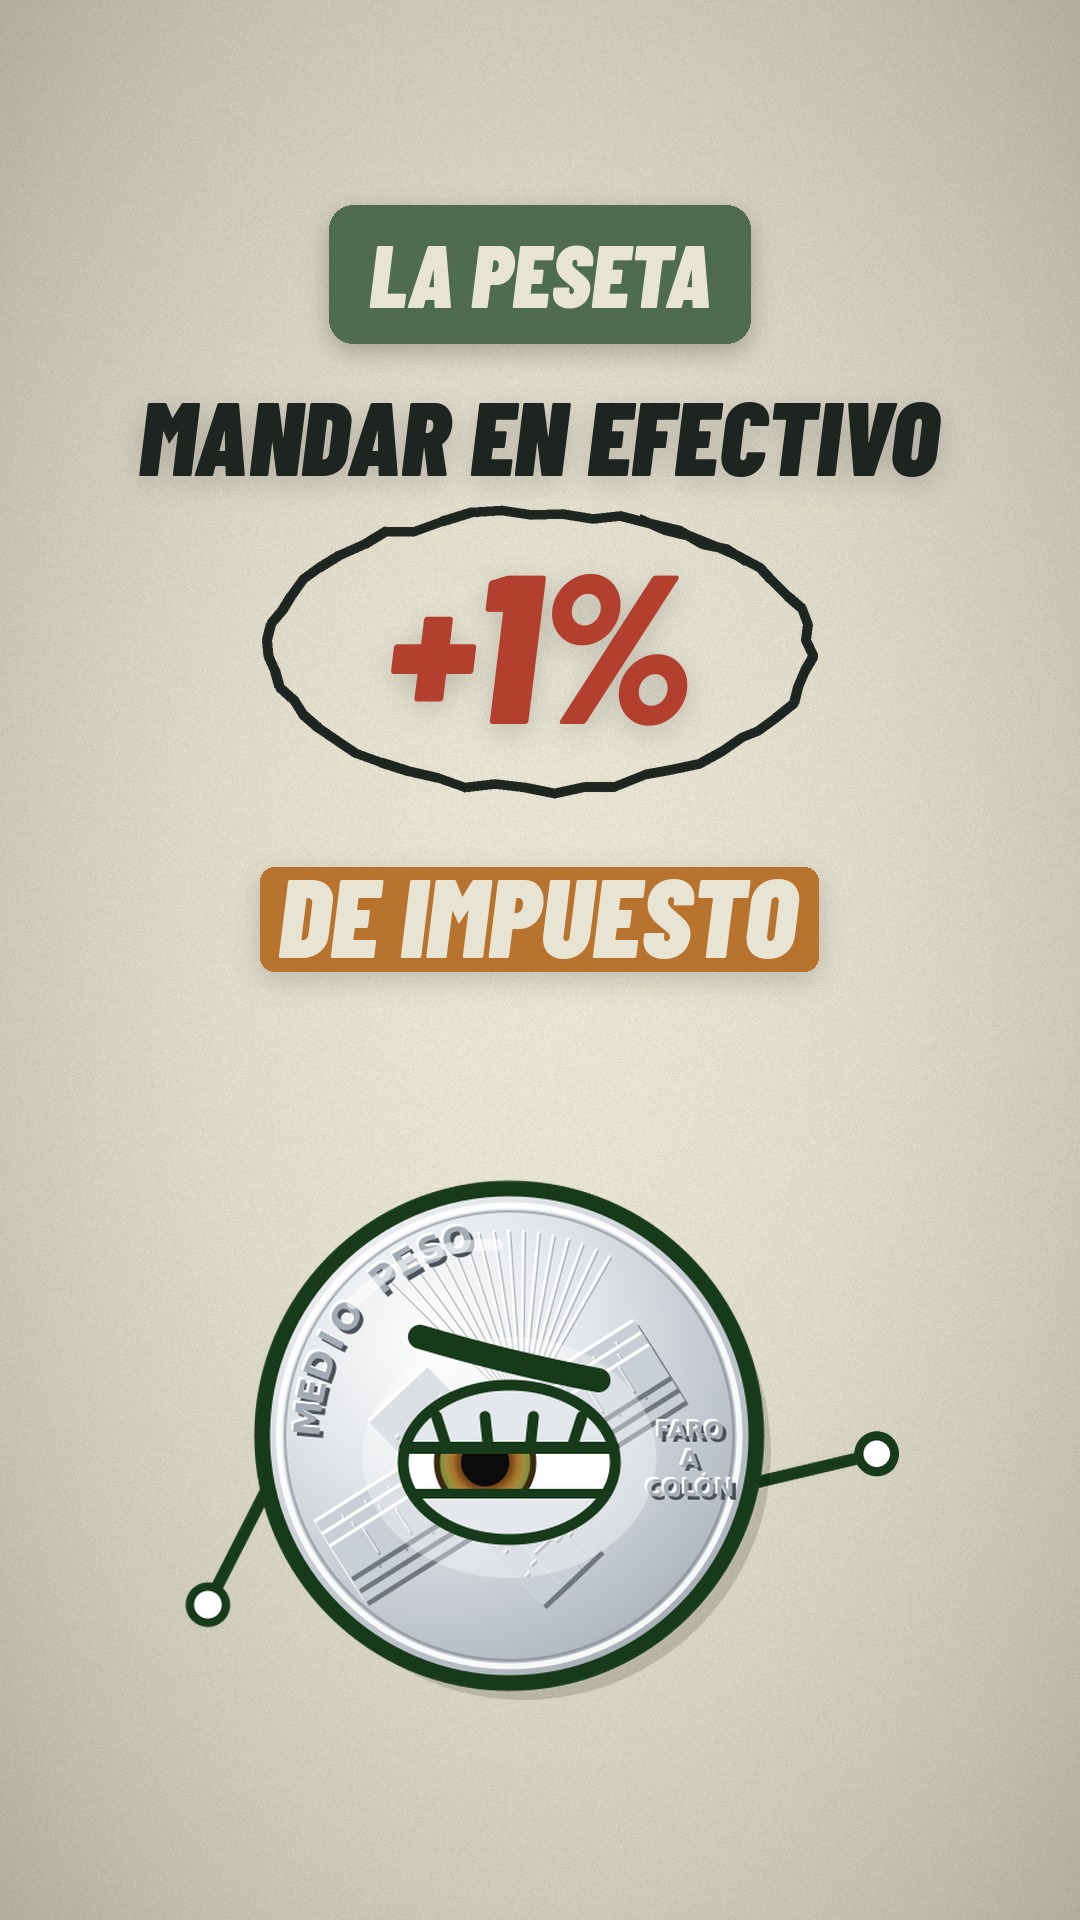 LA PESETA
MANDAR EN EFECTIVO
+1%
DE IMPUESTO
MEDIO PESO
FARO
A
COLÓN